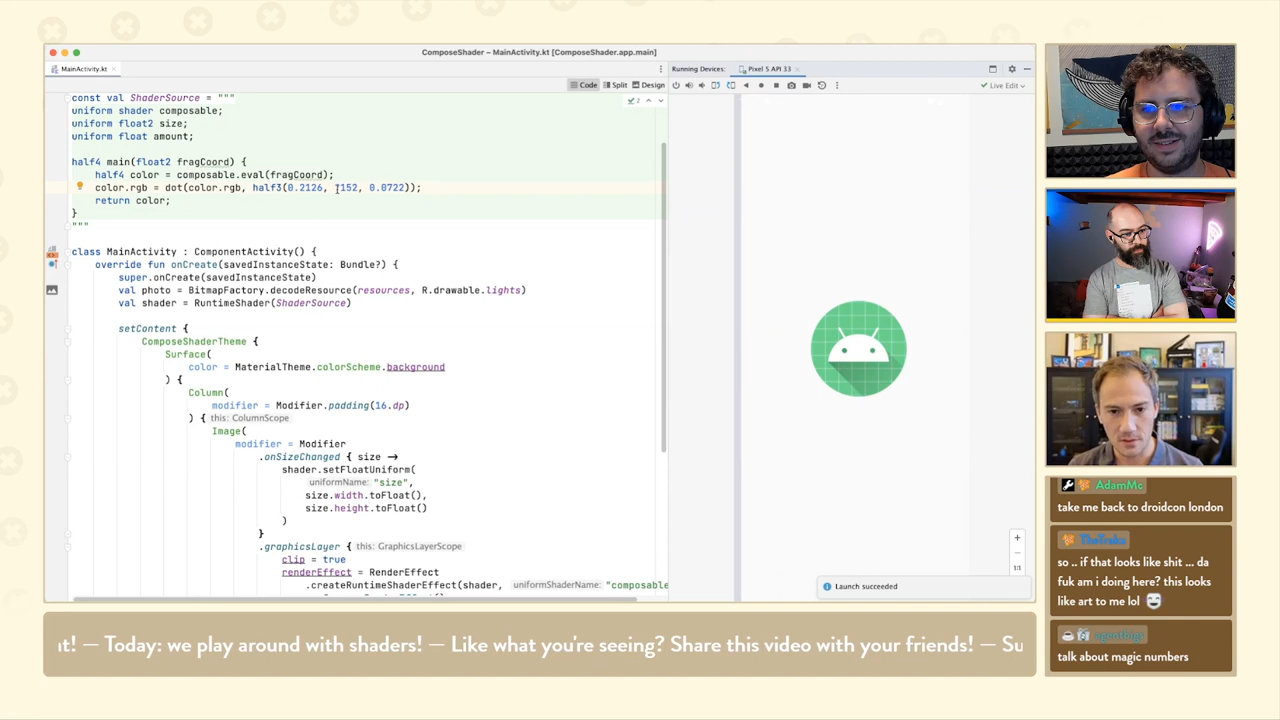 ComposeShader – MainActivity.kt [ComposeShader.app.main]
MainActivity.kt
Running Devices:
Pixel 5 API 33
Code
Split
Design
Live Edit
2
const val ShaderSource = """
uniform shader composable;
uniform float2 size;
uniform float amount;
half4 main(float2 fragCoord) {
half4 color = composable.eval(fragCoord);
color.rgb = dot(color.rgb, half3(0.2126, 152, 0.0722));
return color;
}
"""
class MainActivity : ComponentActivity() {
override fun onCreate(savedInstanceState: Bundle?) {
super.onCreate(savedInstanceState)
val photo = BitmapFactory.decodeResource(resources, R.drawable.lights)
val shader = RuntimeShader(ShaderSource)
setContent {
ComposeShaderTheme {
Surface(
color = MaterialTheme.colorScheme.background
) {
Column(
modifier = Modifier.padding(16.dp)
) { this: ColumnScope
Image(
modifier = Modifier
.onSizeChanged { size →
shader.setFloatUniform(
uniformName: "size",
size.width.toFloat(),
size.height.toFloat()
)
}
.graphicsLayer { this: GraphicsLayerScope
clip = true
renderEffect = RenderEffect
.createRuntimeShaderEffect(shader, uniformShaderName: "composable
1:1
Launch succeeded
AdamMc
take me back to droidcon london
so .. if that looks like shit ... da
fuk am i doing here? this looks
like art to me lol
talk about magic numbers
ıt! — Today: we play around with shaders! — Like what you're seeing? Share this video with your friends! — Su